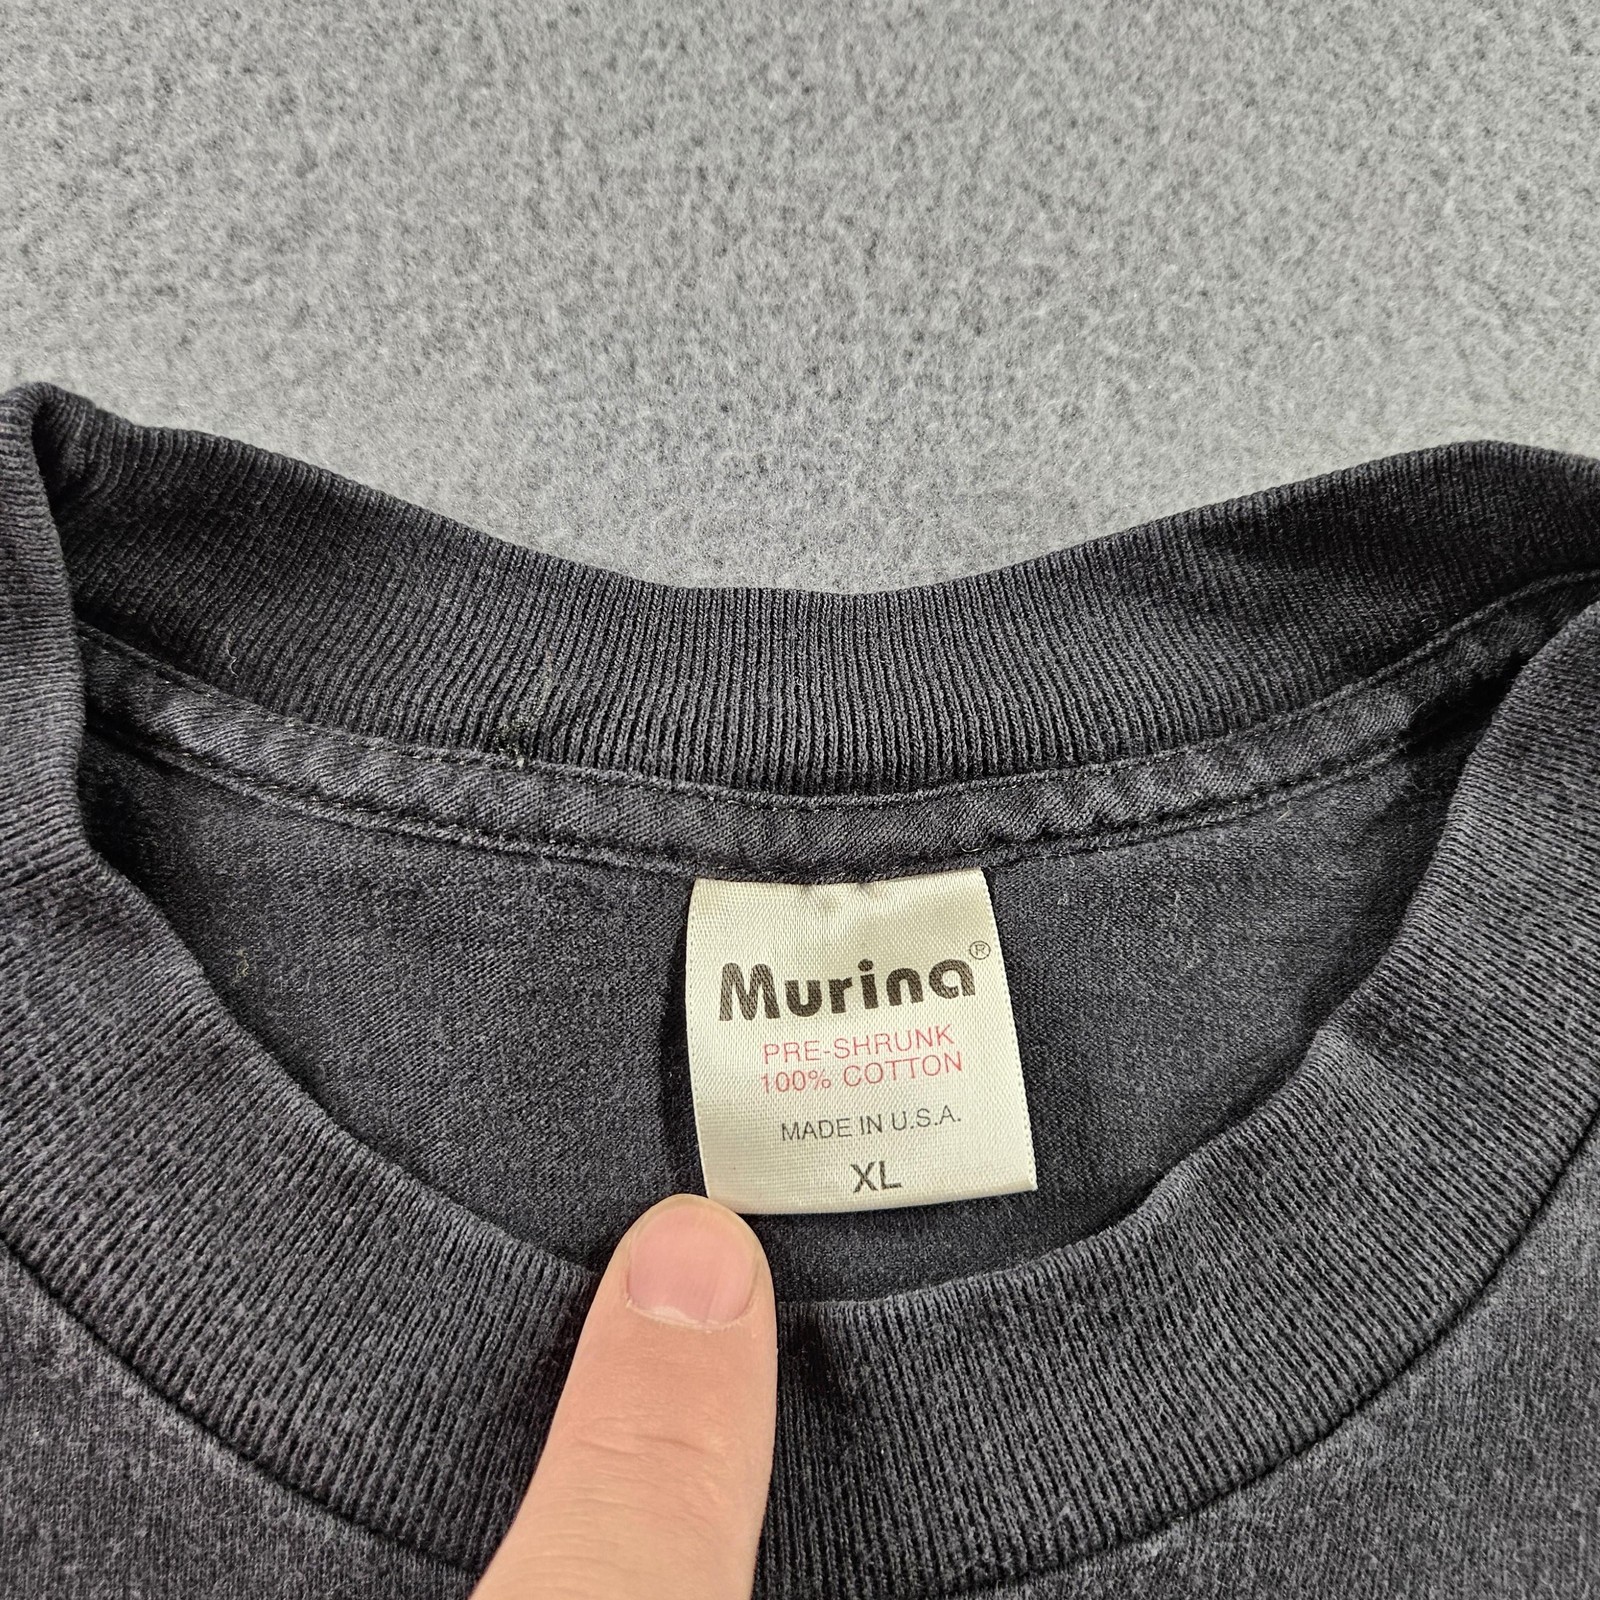 Murina®
PRE-SHRUNK
100% COTTON
MADE IN U.S.A.
XL